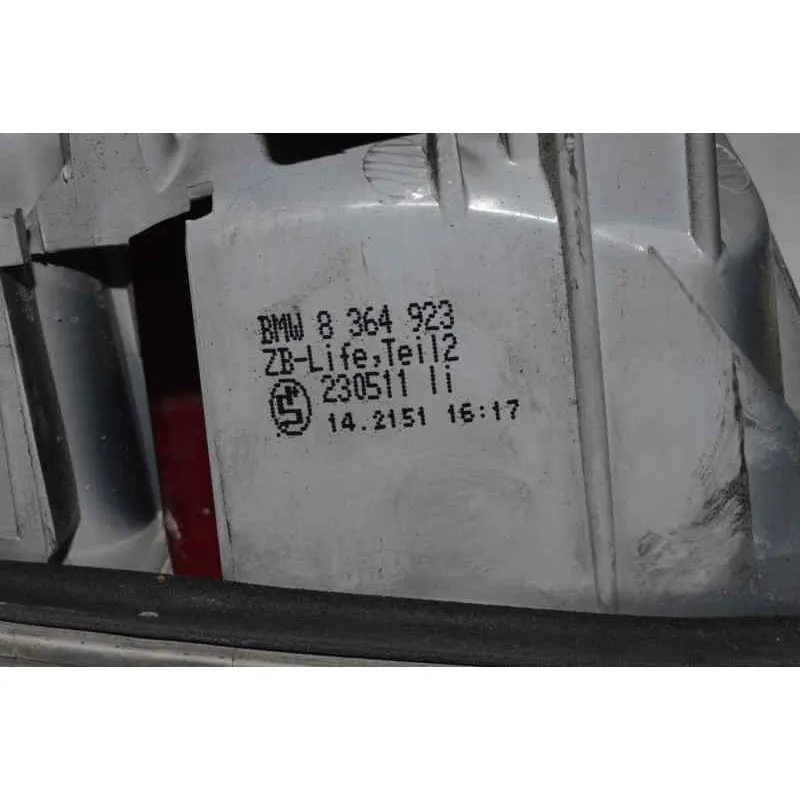 BMW 8 364 923
ZB-Life,Teil2
230511 li
14.2151 16:17